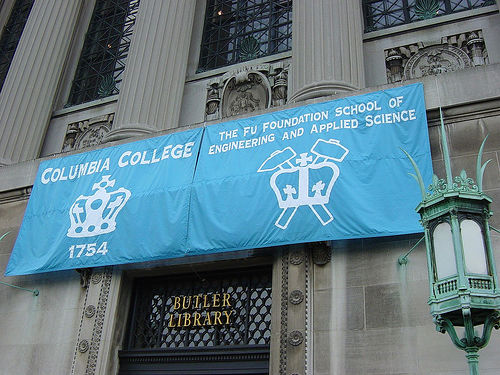 COLUMBIA COLLEGE
1754
THE FU FOUNDATION SCHOOL OF
ENGINEERING AND APPLIED SCIENCE
BUTLER
LIBRARY